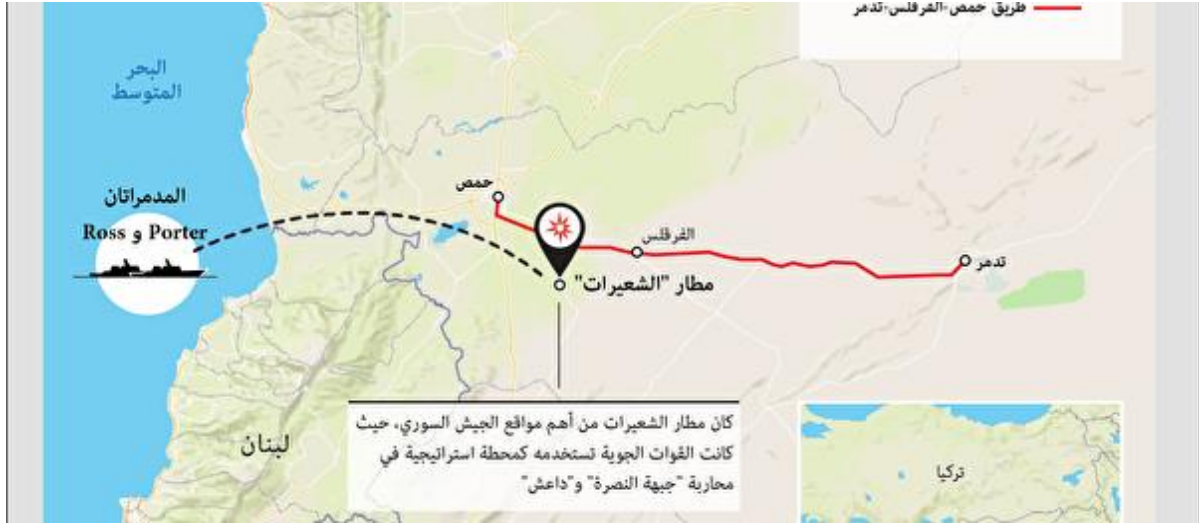 طريق حمص-الفرقلس-تدمر
البحر
المتوسط
حمص
المدمراتان
Ross و Porter
الفرقلس
تدمر
مطار "الشعيرات"
كان مطار الشعيرات من أهم مواقع الجيش السوري، حيث
كانت القوات الجوية تستخدمه كمحطة استراتيجية في
محاربة "جبهة النصرة" و"داعش"
لبنان
تركيا